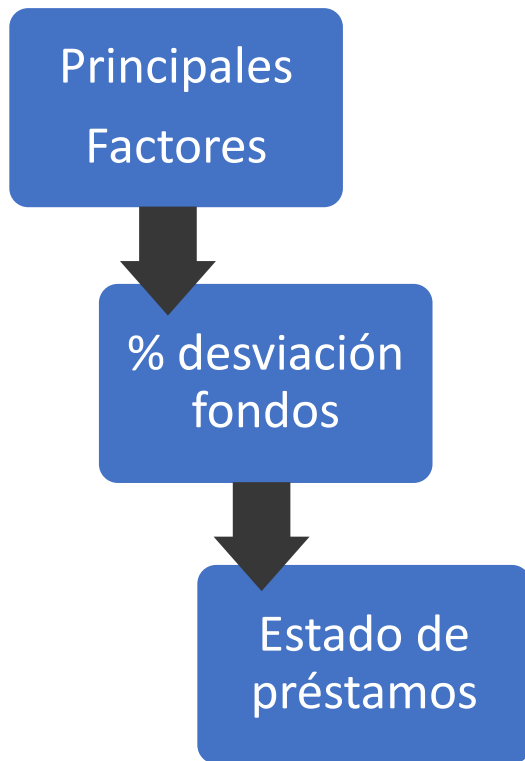 Principales
Factores
% desviación
fondos
Estado de
préstamos